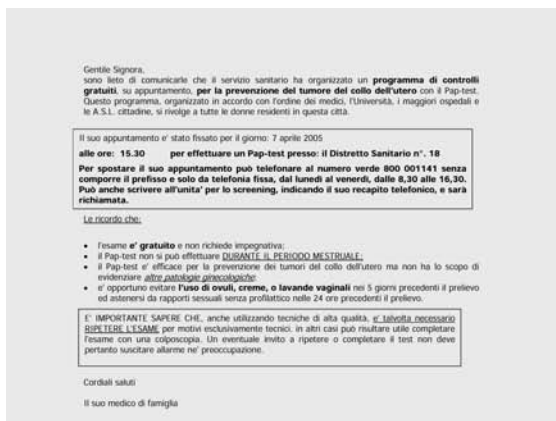 Gentile Signora,
sono lieto di comunicarle che il servizio sanitario ha organizzato un programma di controlli
gratuiti, su appuntamento, per la prevenzione del tumore del collo dell'utero con il Pap-test.
Questo programma, organizzato in accordo con l'ordine dei medici, l'Università, i maggiori ospedali e
le A.S.L. cittadine, si rivolge a tutte le donne residenti in questa città.
Il suo appuntamento e' stato fissato per il giorno: 7 aprile 2005
alle ore: 15.30 per effettuare un Pap-test presso: il Distretto Sanitario n°. 18
Per spostare il suo appuntamento può telefonare al numero verde 800 001141 senza
comporre il prefisso e solo da telefonia fissa, dal lunedì al venerdì, dalle 8,30 alle 16,30.
Può anche scrivere all'unita' per lo screening, indicando il suo recapito telefonico, e sarà
richiamata.
Le ricordo che:
• l'esame e' gratuito e non richiede impegnativa;
• il Pap-test non si può effettuare DURANTE IL PERIODO MESTRUALE;
• il Pap-test e' efficace per la prevenzione dei tumori del collo dell'utero ma non ha lo scopo di
evidenziare altre patologie ginecologiche;
• e' opportuno evitare l'uso di ovuli, creme, o lavande vaginali nei 5 giorni precedenti il prelievo
ed astenersi da rapporti sessuali senza profilattico nelle 24 ore precedenti il prelievo.
E' IMPORTANTE SAPERE CHE, anche utilizzando tecniche di alta qualità, e' talvolta necessario
RIPETERE L'ESAME per motivi esclusivamente tecnici. in altri casi può risultare utile completare
l'esame con una colposcopia. Un eventuale invito a ripetere o completare il test non deve
pertanto suscitare allarme ne' preoccupazione.
Cordiali saluti
Il suo medico di famiglia